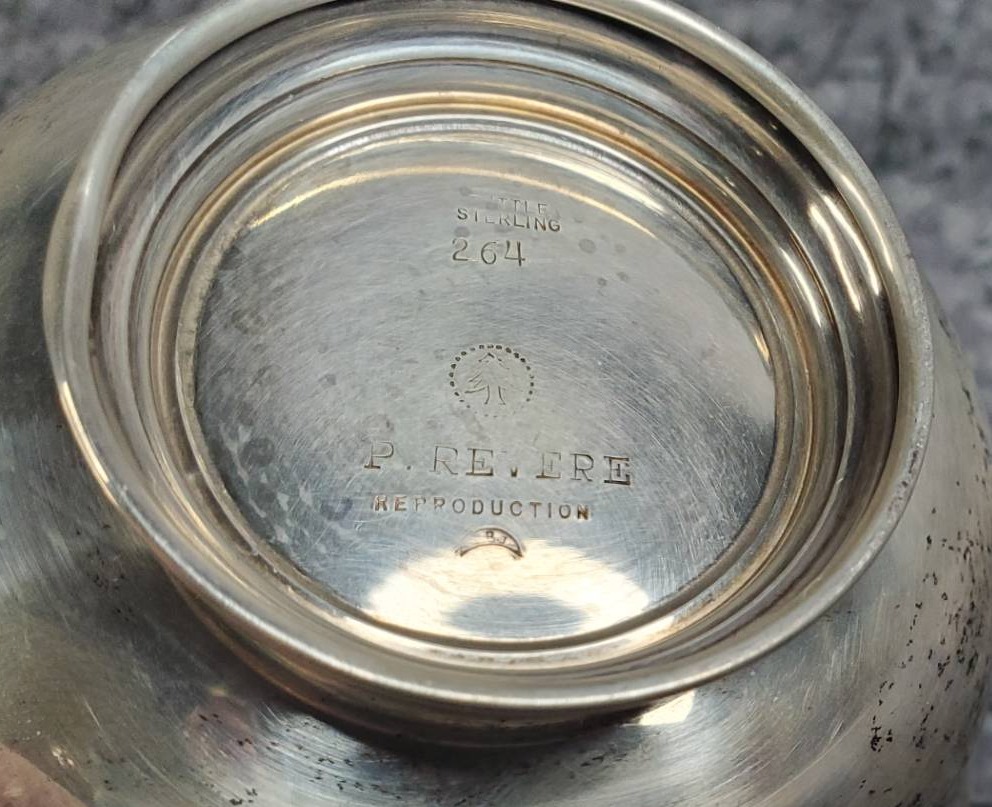 STERLING
264
P. REVERE
REPRODUCTION